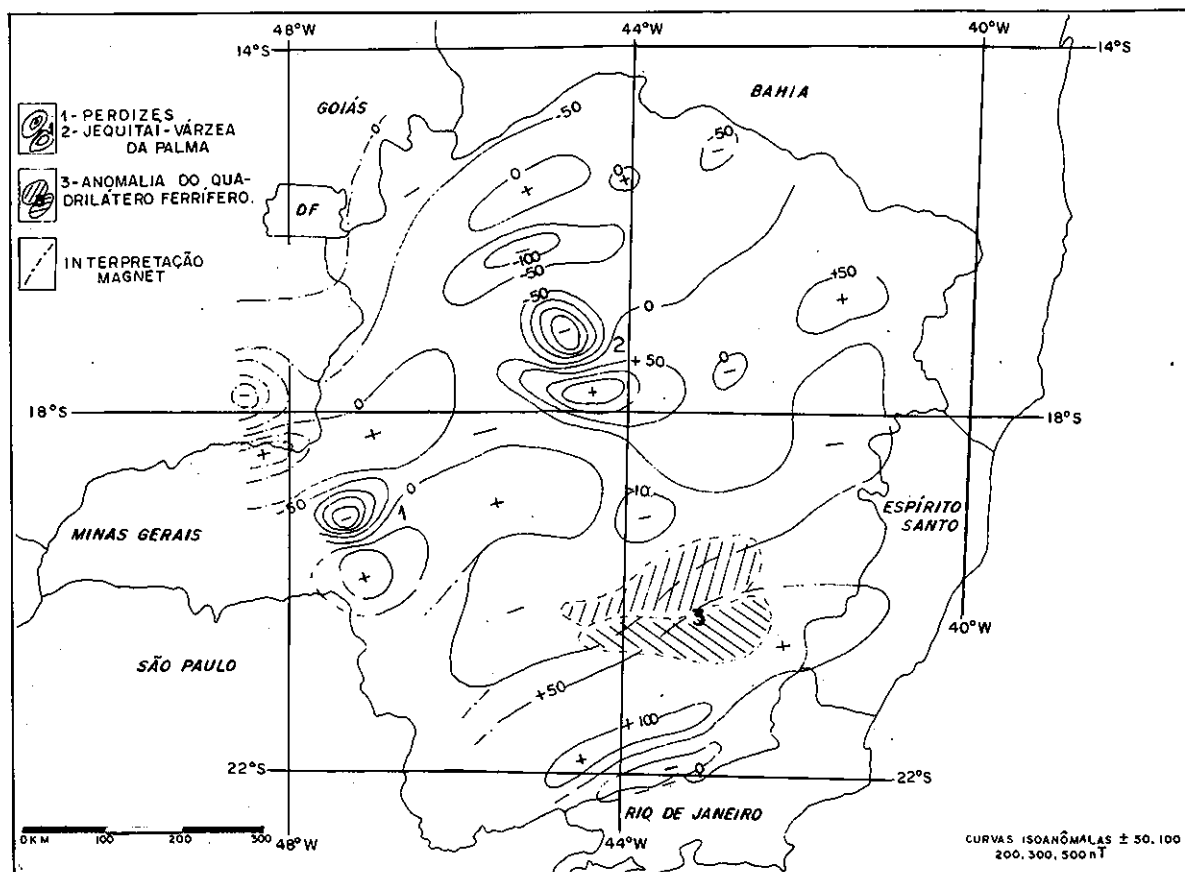 48°W 44°W 40°W
14°S 14°S
BAHIA
GOIÁS
-50
-50
0
1- PERDIZES
2- JEQUITAÍ-VÁRZEA
DA PALMA
0
0
3-ANOMALIA DO QUA-
DRILÁTERO FERRÍFERO.
DF
-100
-50
+50
INTERPRETAÇÃO
MAGNET
-50
0
2
+50
0
0
18°S 18°S
0
-50
1
ESPÍRITO
SANTO
MINAS GERAIS
3
40°W
SÃO PAULO
+50
+100
0
22°S 22°S
RIO DE JANEIRO
0 KM 100 200 300
48°W 44°W
CURVAS ISOANÔMALAS ± 50, 100
200, 300, 500 nT